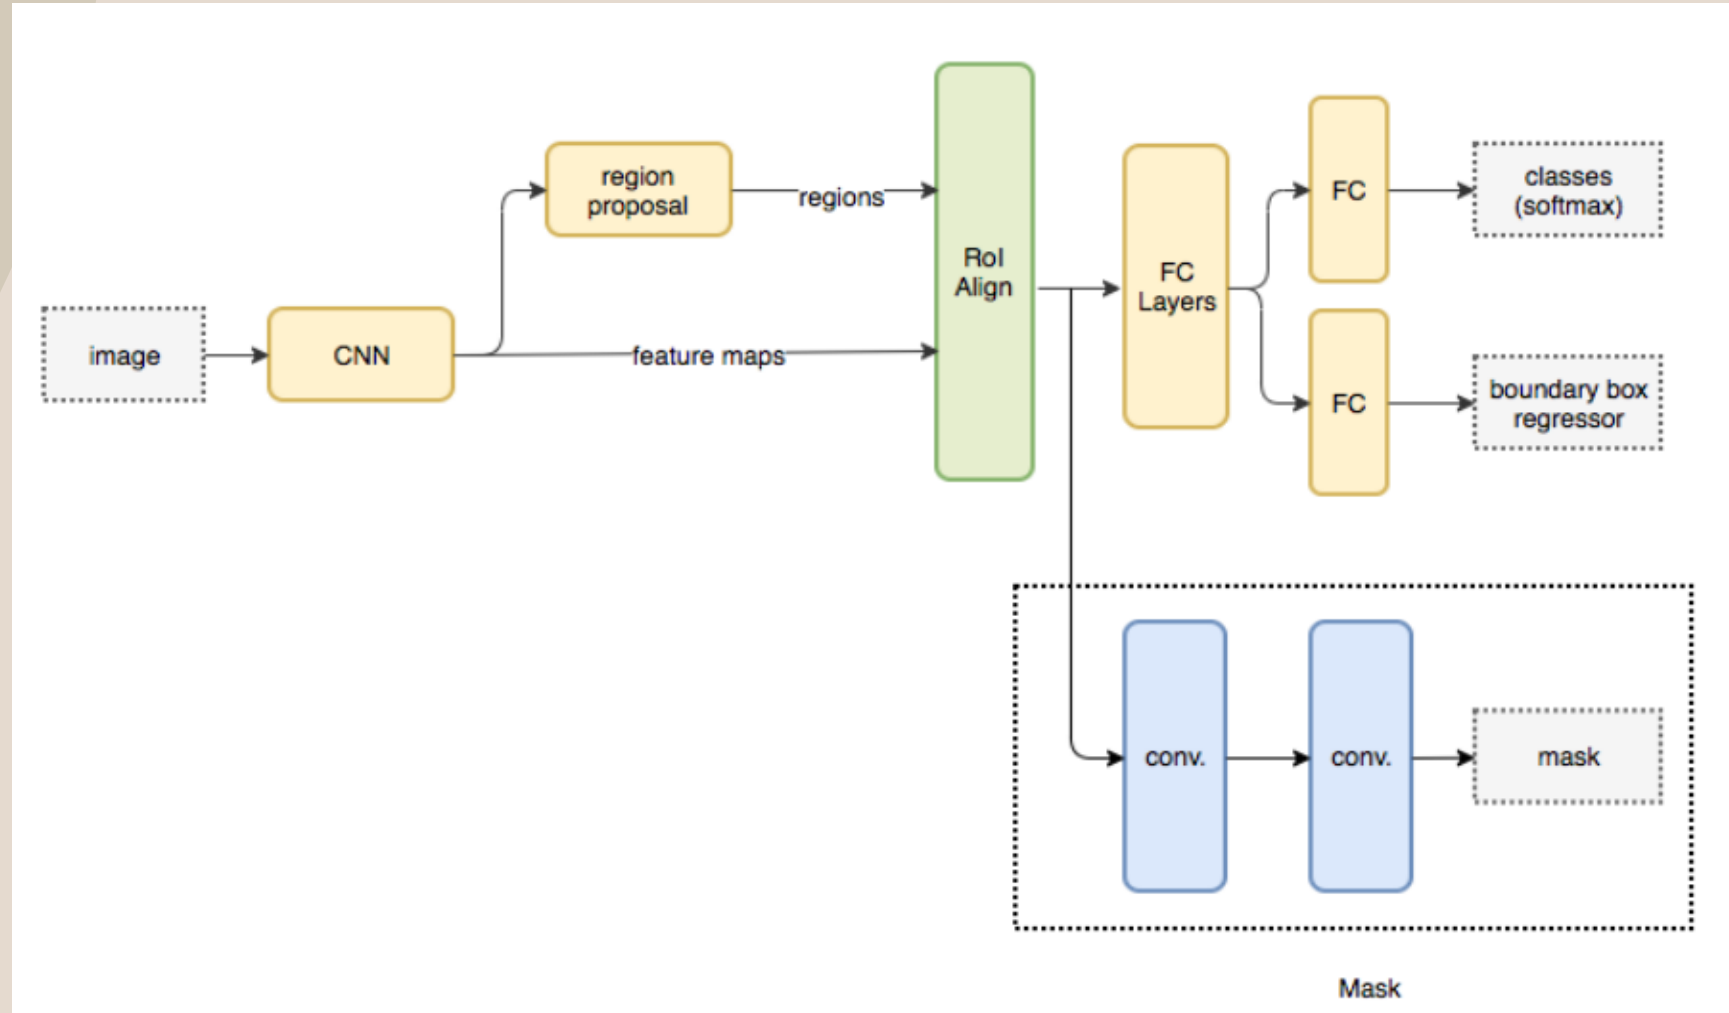 region
proposal
regions
image
CNN
feature maps
RoI
Align
FC
Layers
FC
classes
(softmax)
FC
boundary box
regressor
conv.
conv.
mask
Mask